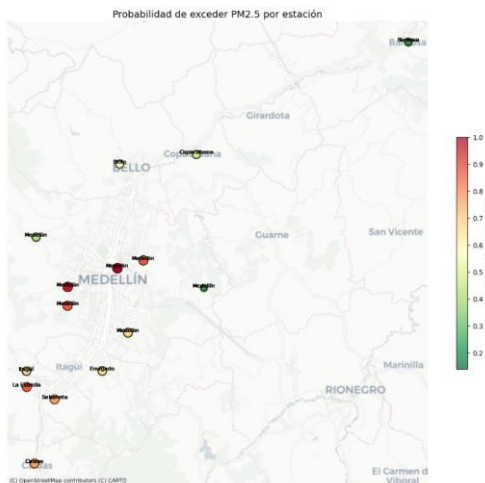 Probabilidad de exceder PM2.5 por estación
Barbosa
Girardota
Copacabana
Bello
BELLO
1.0
0.9
0.8
0.7
0.6
0.5
0.4
0.3
0.2
Medellín
Guarne
San Vicente
Medellín
Medellín
MEDELLÍN
Medellín
Medellín
Medellín
Medellín
Itagüí
Itagüí
Envigado
Marinilla
La Estrella
Sabaneta
RIONEGRO
Caldas
El Carmen de
Viboral
(C) OpenStreetMap contributors (C) CARTO